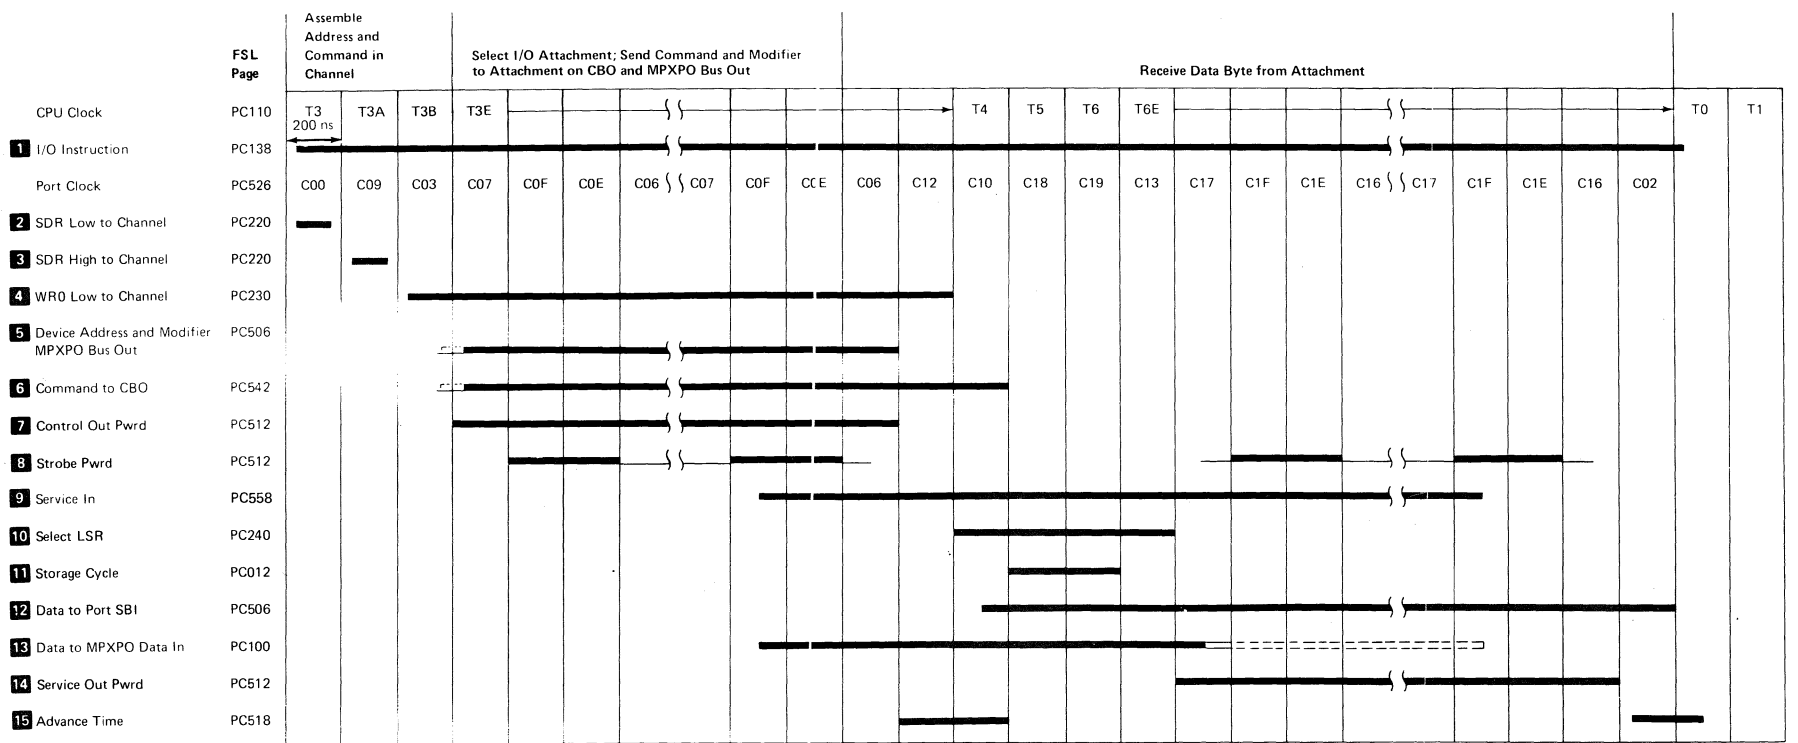 Assemble
Address and
Command in
Channel
FSL
Page
Select I/O Attachment; Send Command and Modifier
to Attachment on CBO and MPXPO Bus Out
Receive Data Byte from Attachment
CPU Clock PC110 T3 T3A T3B T3E T4 T5 T6 T6E T0 T1
200 ns
1 I/O Instruction PC138
Port Clock PC526 C00 C09 C03 C07 C0F C0E C06 C07 C0F C0E C06 C12 C10 C18 C19 C13 C17 C1F C1E C16 C17 C1F C1E C16 C02
2 SDR Low to Channel PC220
3 SDR High to Channel PC220
4 WR0 Low to Channel PC230
5 Device Address and Modifier PC506
MPXPO Bus Out
6 Command to CBO PC542
7 Control Out Pwrd PC512
8 Strobe Pwrd PC512
9 Service In PC558
10 Select LSR PC240
11 Storage Cycle PC012
12 Data to Port SBI PC506
13 Data to MPXPO Data In PC100
14 Service Out Pwrd PC512
15 Advance Time PC518